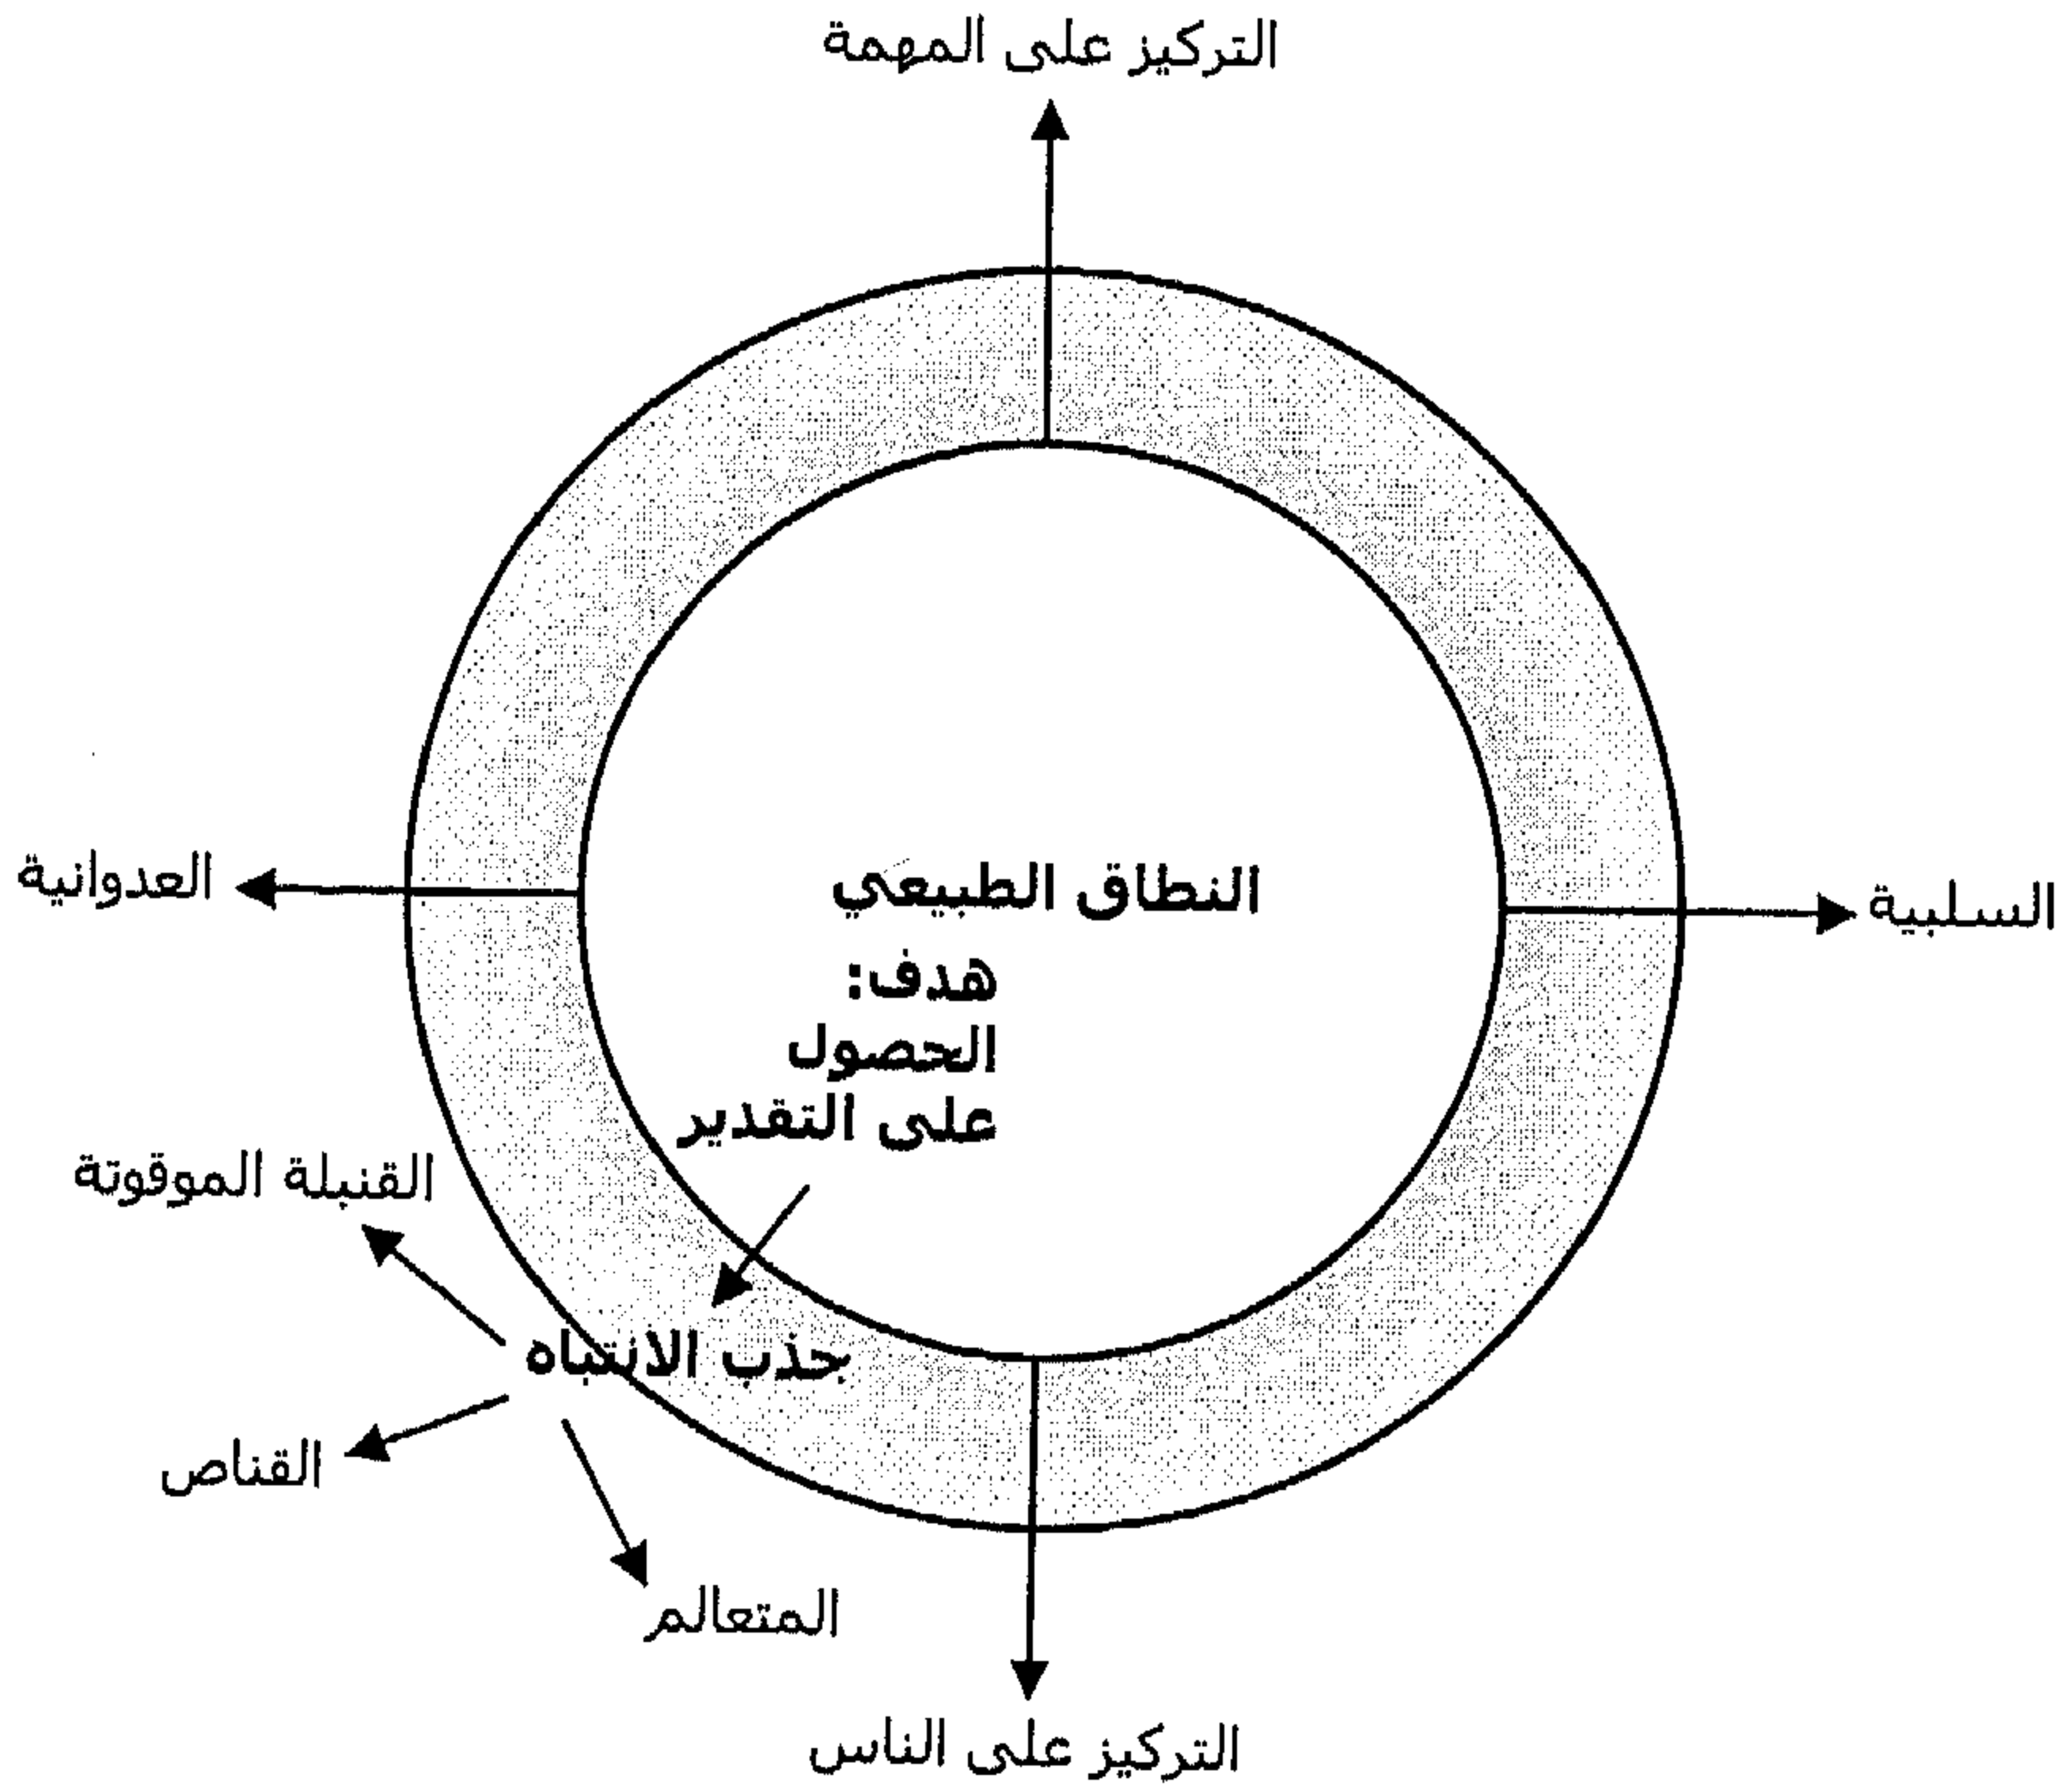 التركيز على المهمة
العدوانية
السلبية
النطاق الطبيعي
هدف:
الحصول
على التقدير
القنبلة الموقوتة
جذب الانتباه
القناص
المتعالم
التركيز على الناس